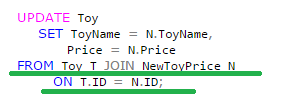 UPDATE Toy
SET ToyName = N.ToyName,
Price = N.Price
FROM Toy T JOIN NewToyPrice N
ON T.ID = N.ID;